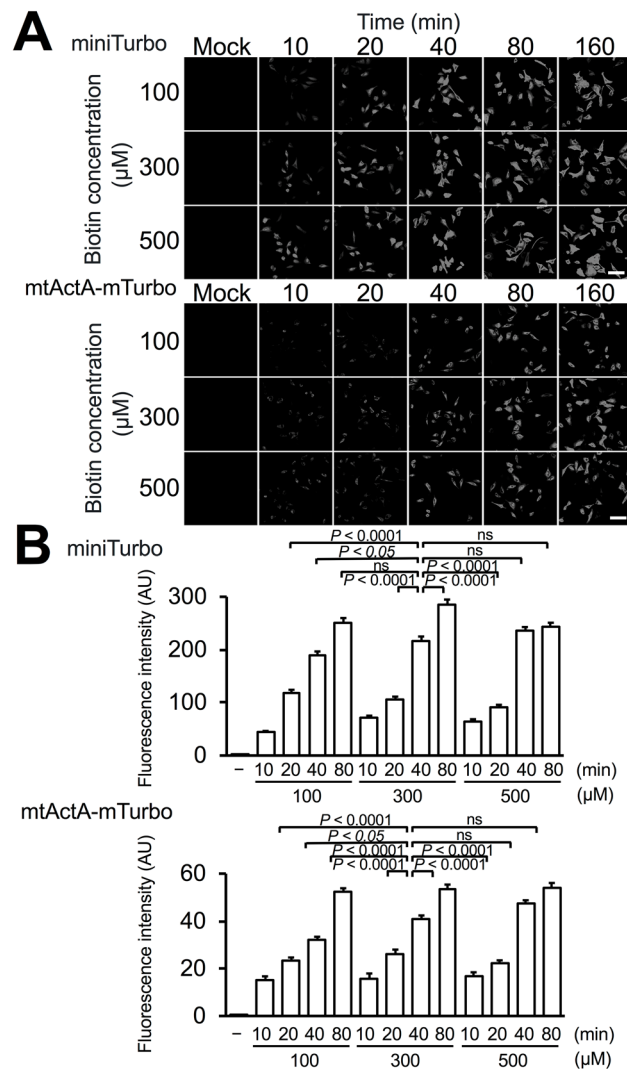 A
Time (min)
miniTurbo Mock 10 20 40 80 160
Biotin concentration
(µM)
100
300
500
mtActA-mTurbo Mock 10 20 40 80 160
Biotin concentration
(µM)
100
300
500
B
miniTurbo
P < 0.0001 ns
P < 0.05 ns
ns P < 0.0001
P < 0.0001 P < 0.0001
Fluorescence intensity (AU)
300
200
100
0
– 10 20 40 80 10 20 40 80 10 20 40 80 (min)
100 300 500 (µM)
mtActA-mTurbo
P < 0.0001 ns
P < 0.05 ns
P < 0.0001 P < 0.0001
P < 0.0001 P < 0.0001
Fluorescence intensity (AU)
60
40
20
0
– 10 20 40 80 10 20 40 80 10 20 40 80 (min)
100 300 500 (µM)